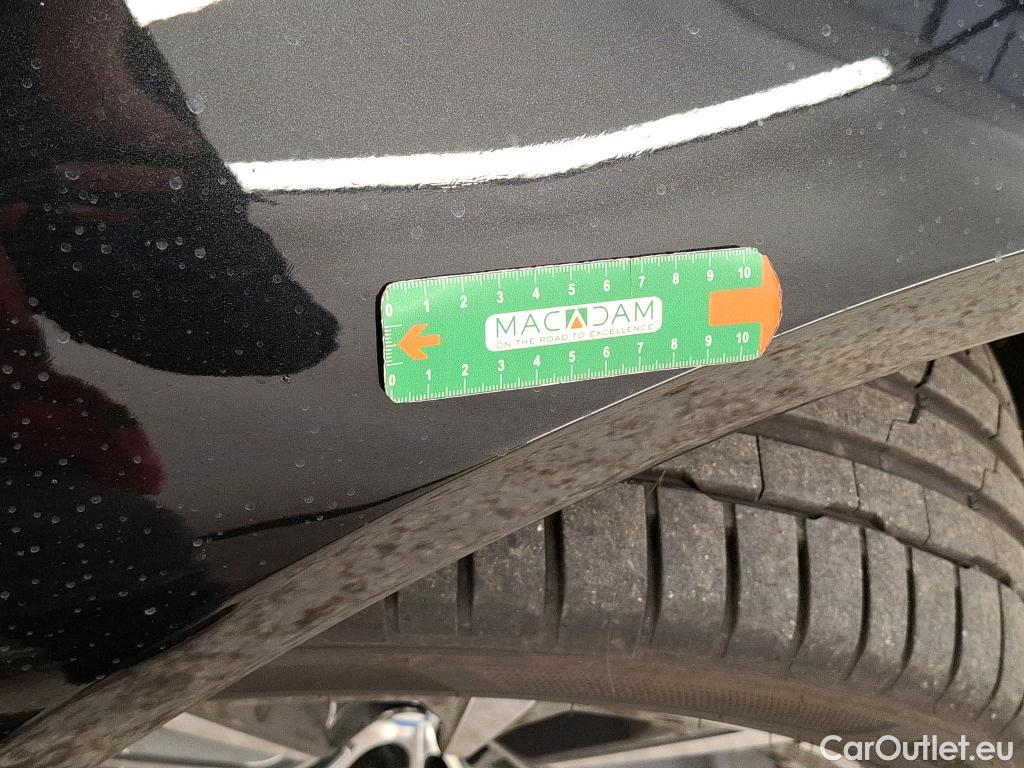 0 1 2 3 4 5 6 7 8 9 10
MACADAM
ON THE ROAD TO EXCELLENCE
0 1 2 3 4 5 6 7 8 9 10
CarOutlet.eu